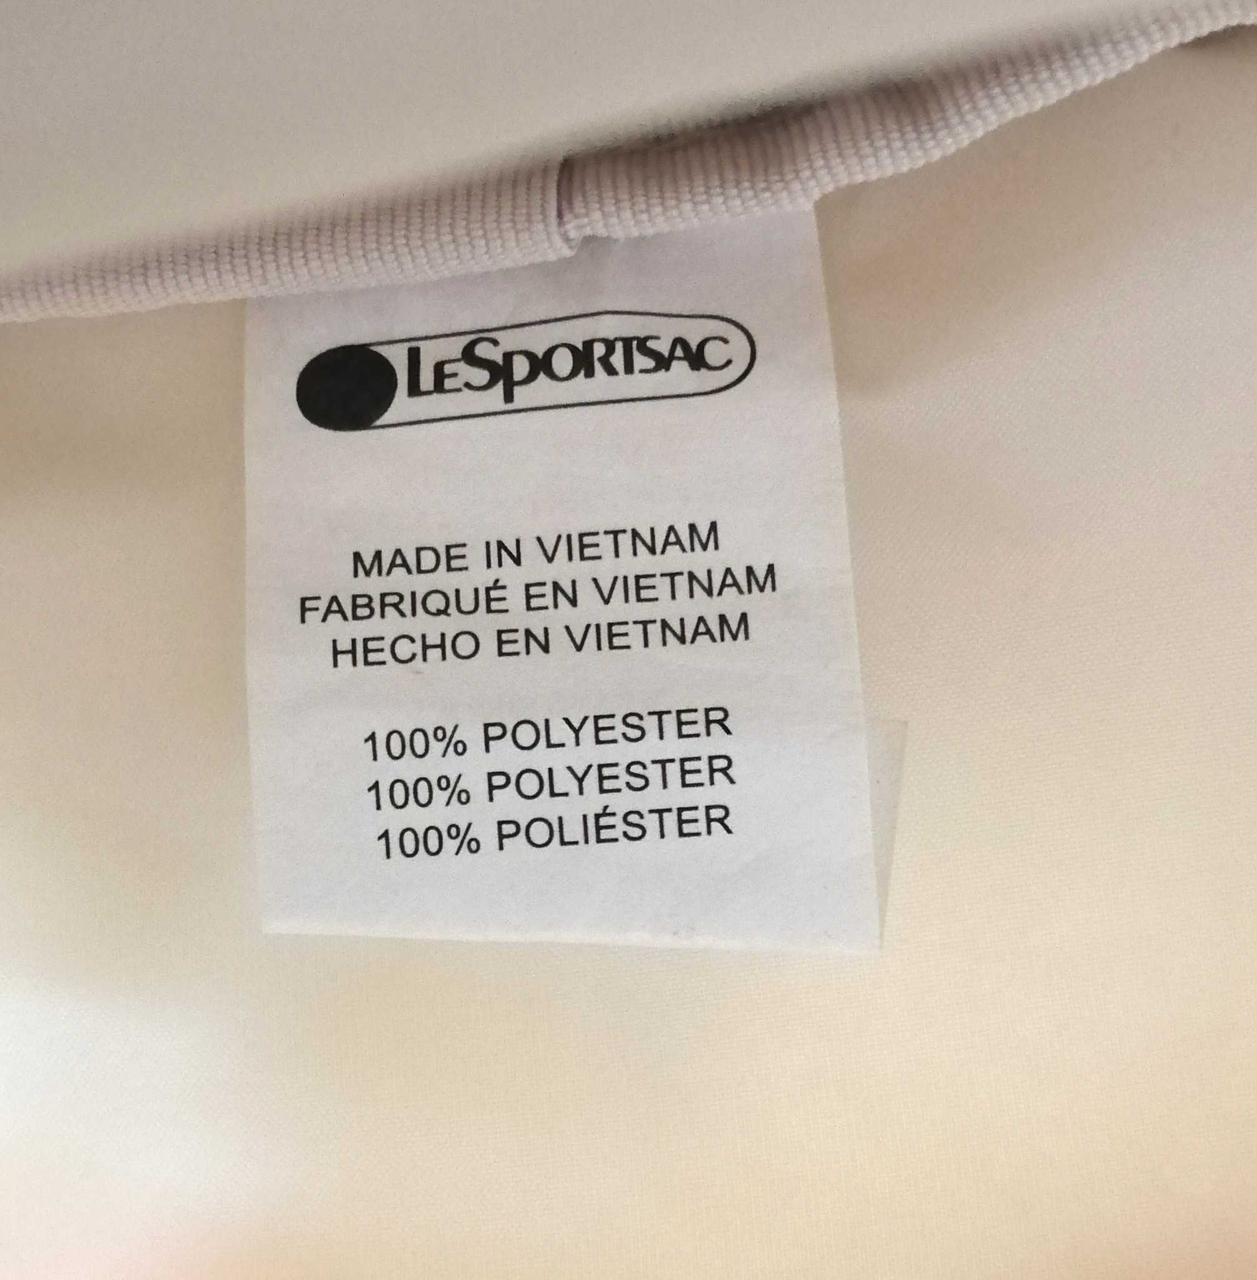 LESPORTSAC
MADE IN VIETNAM
FABRIQUÉ EN VIETNAM
HECHO EN VIETNAM
100% POLYESTER
100% POLYESTER
100% POLIÉSTER